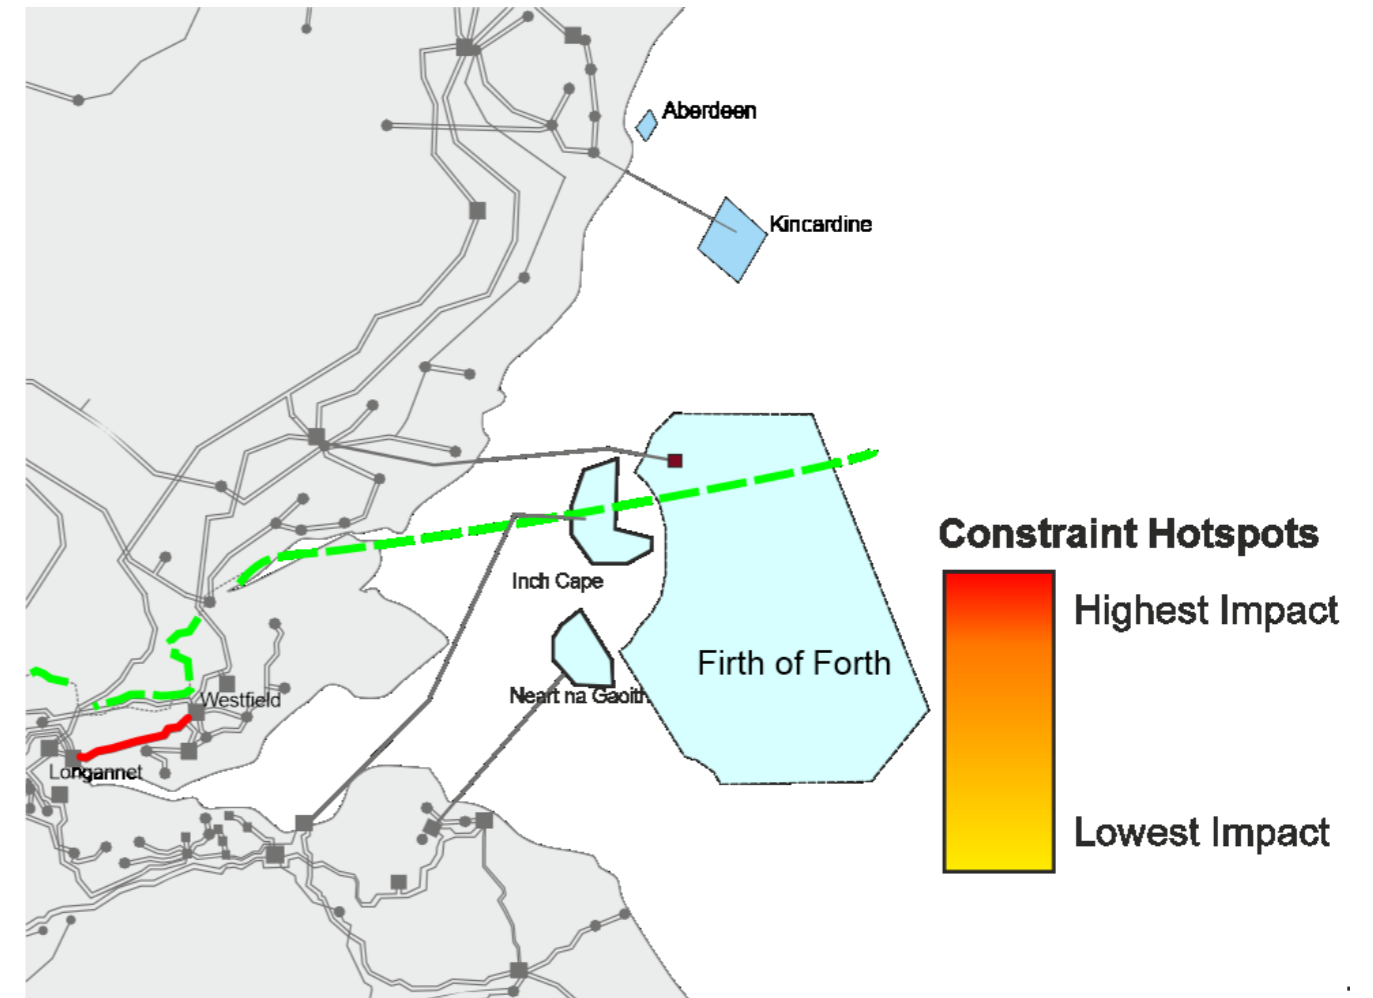 Aberdeen
Kincardine
Constraint Hotspots
Inch Cape
Highest Impact
Firth of Forth
Neart na Gaoith
Westfield
Longannet
Lowest Impact